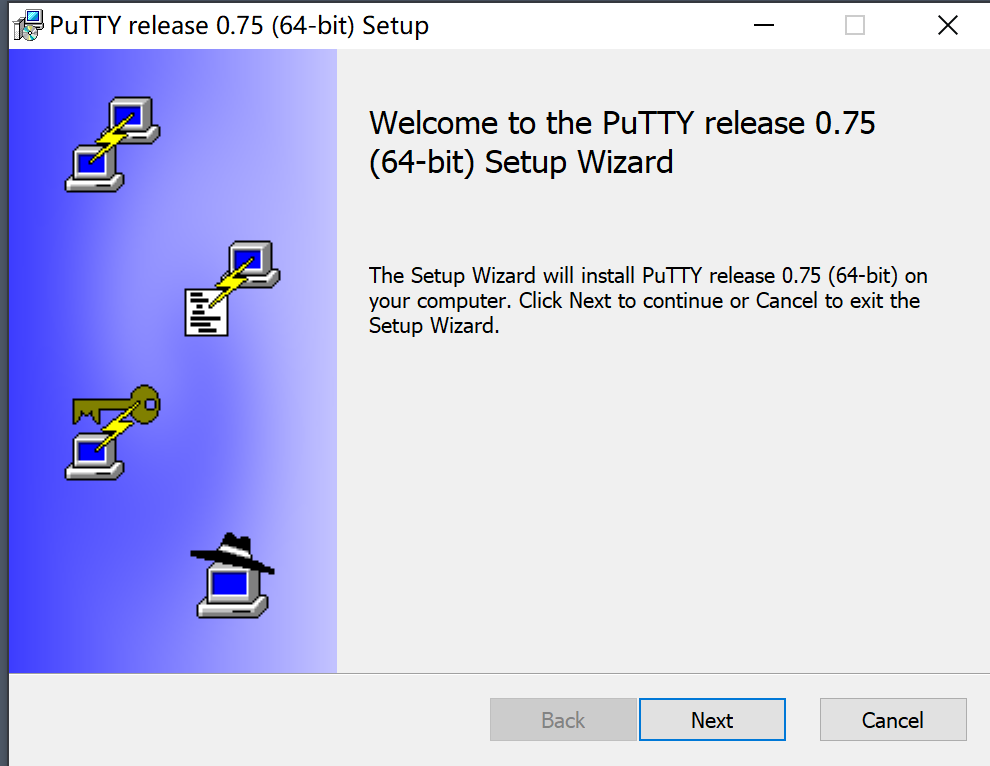 PuTTY release 0.75 (64-bit) Setup
Welcome to the PuTTY release 0.75
(64-bit) Setup Wizard
The Setup Wizard will install PuTTY release 0.75 (64-bit) on
your computer. Click Next to continue or Cancel to exit the
Setup Wizard.
Back
Next
Cancel